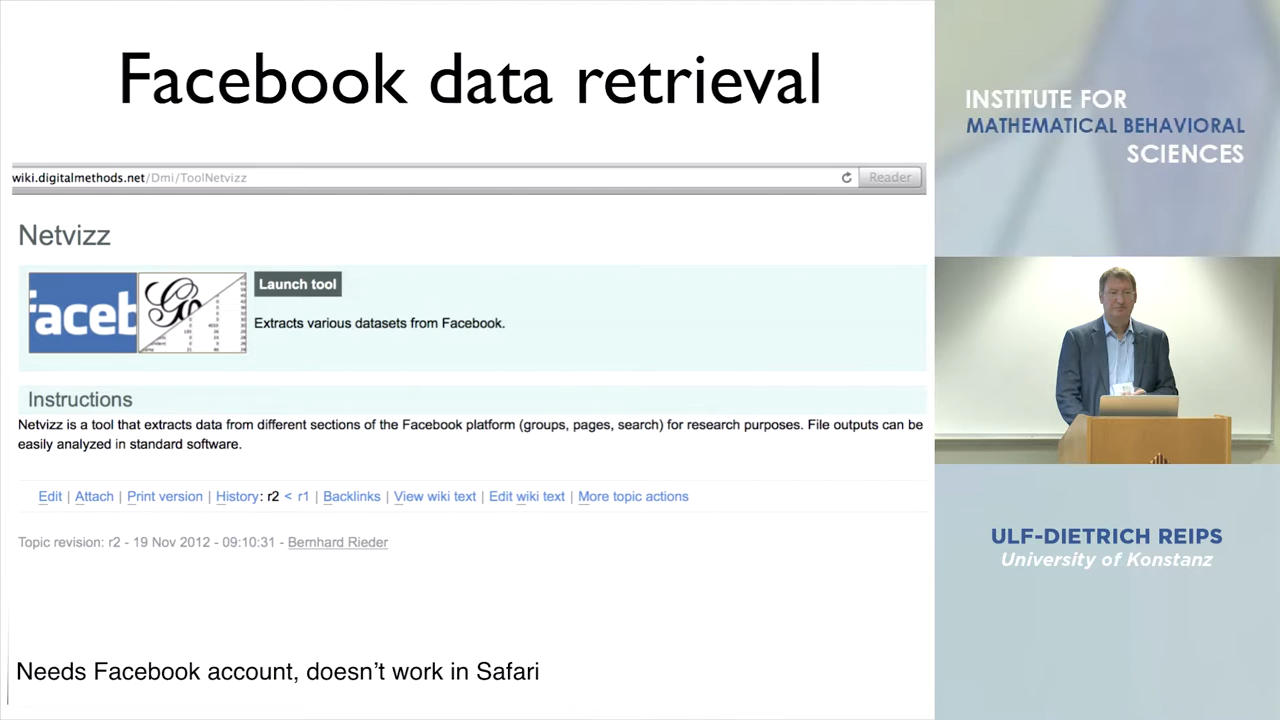 Facebook data retrieval
wiki.digitalmethods.net/Dmi/ToolNetvizz
Reader
Netvizz
faceb
Launch tool
Extracts various datasets from Facebook.
Instructions
Netvizz is a tool that extracts data from different sections of the Facebook platform (groups, pages, search) for research purposes. File outputs can be
easily analyzed in standard software.
Edit | Attach | Print version | History: r2 < r1 | Backlinks | View wiki text | Edit wiki text | More topic actions
Topic revision: r2 - 19 Nov 2012 - 09:10:31 - Bernhard Rieder
Needs Facebook account, doesn't work in Safari
INSTITUTE FOR
MATHEMATICAL BEHAVIORAL
SCIENCES
ULF-DIETRICH REIPS
University of Konstanz